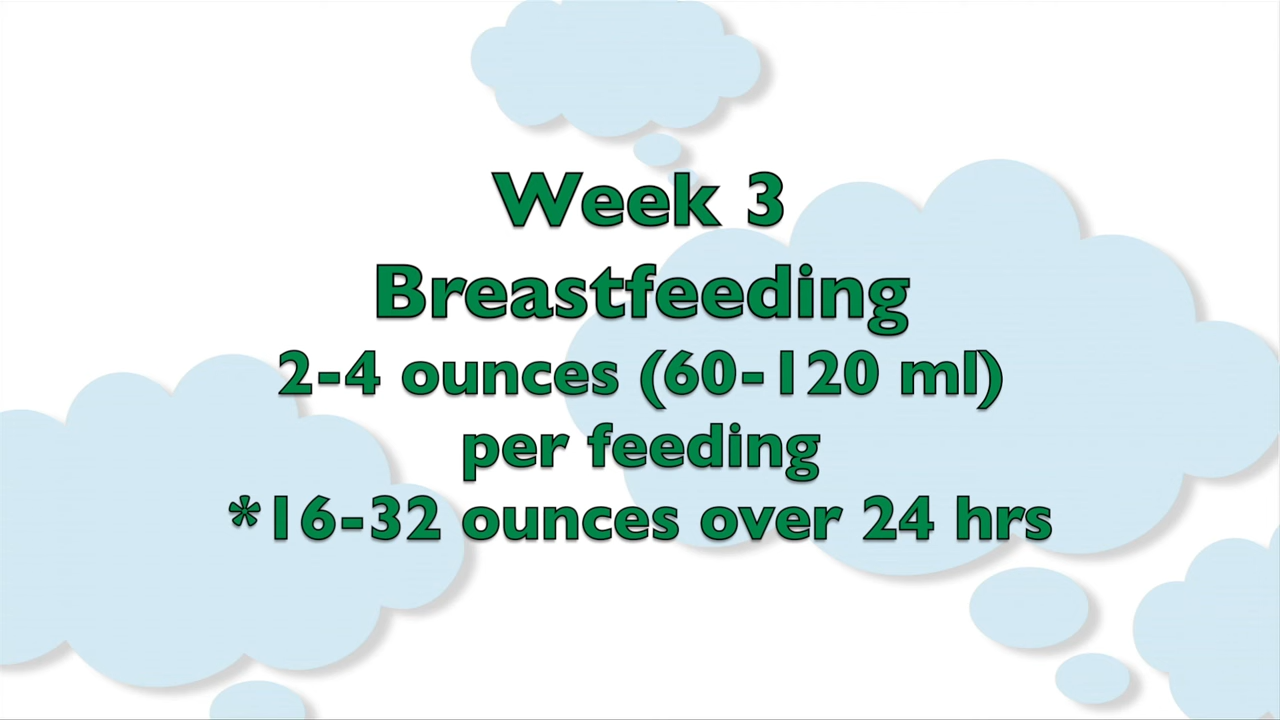 Week 3
Breastfeeding
2-4 ounces (60-120 ml)
per feeding
*16-32 ounces over 24 hrs